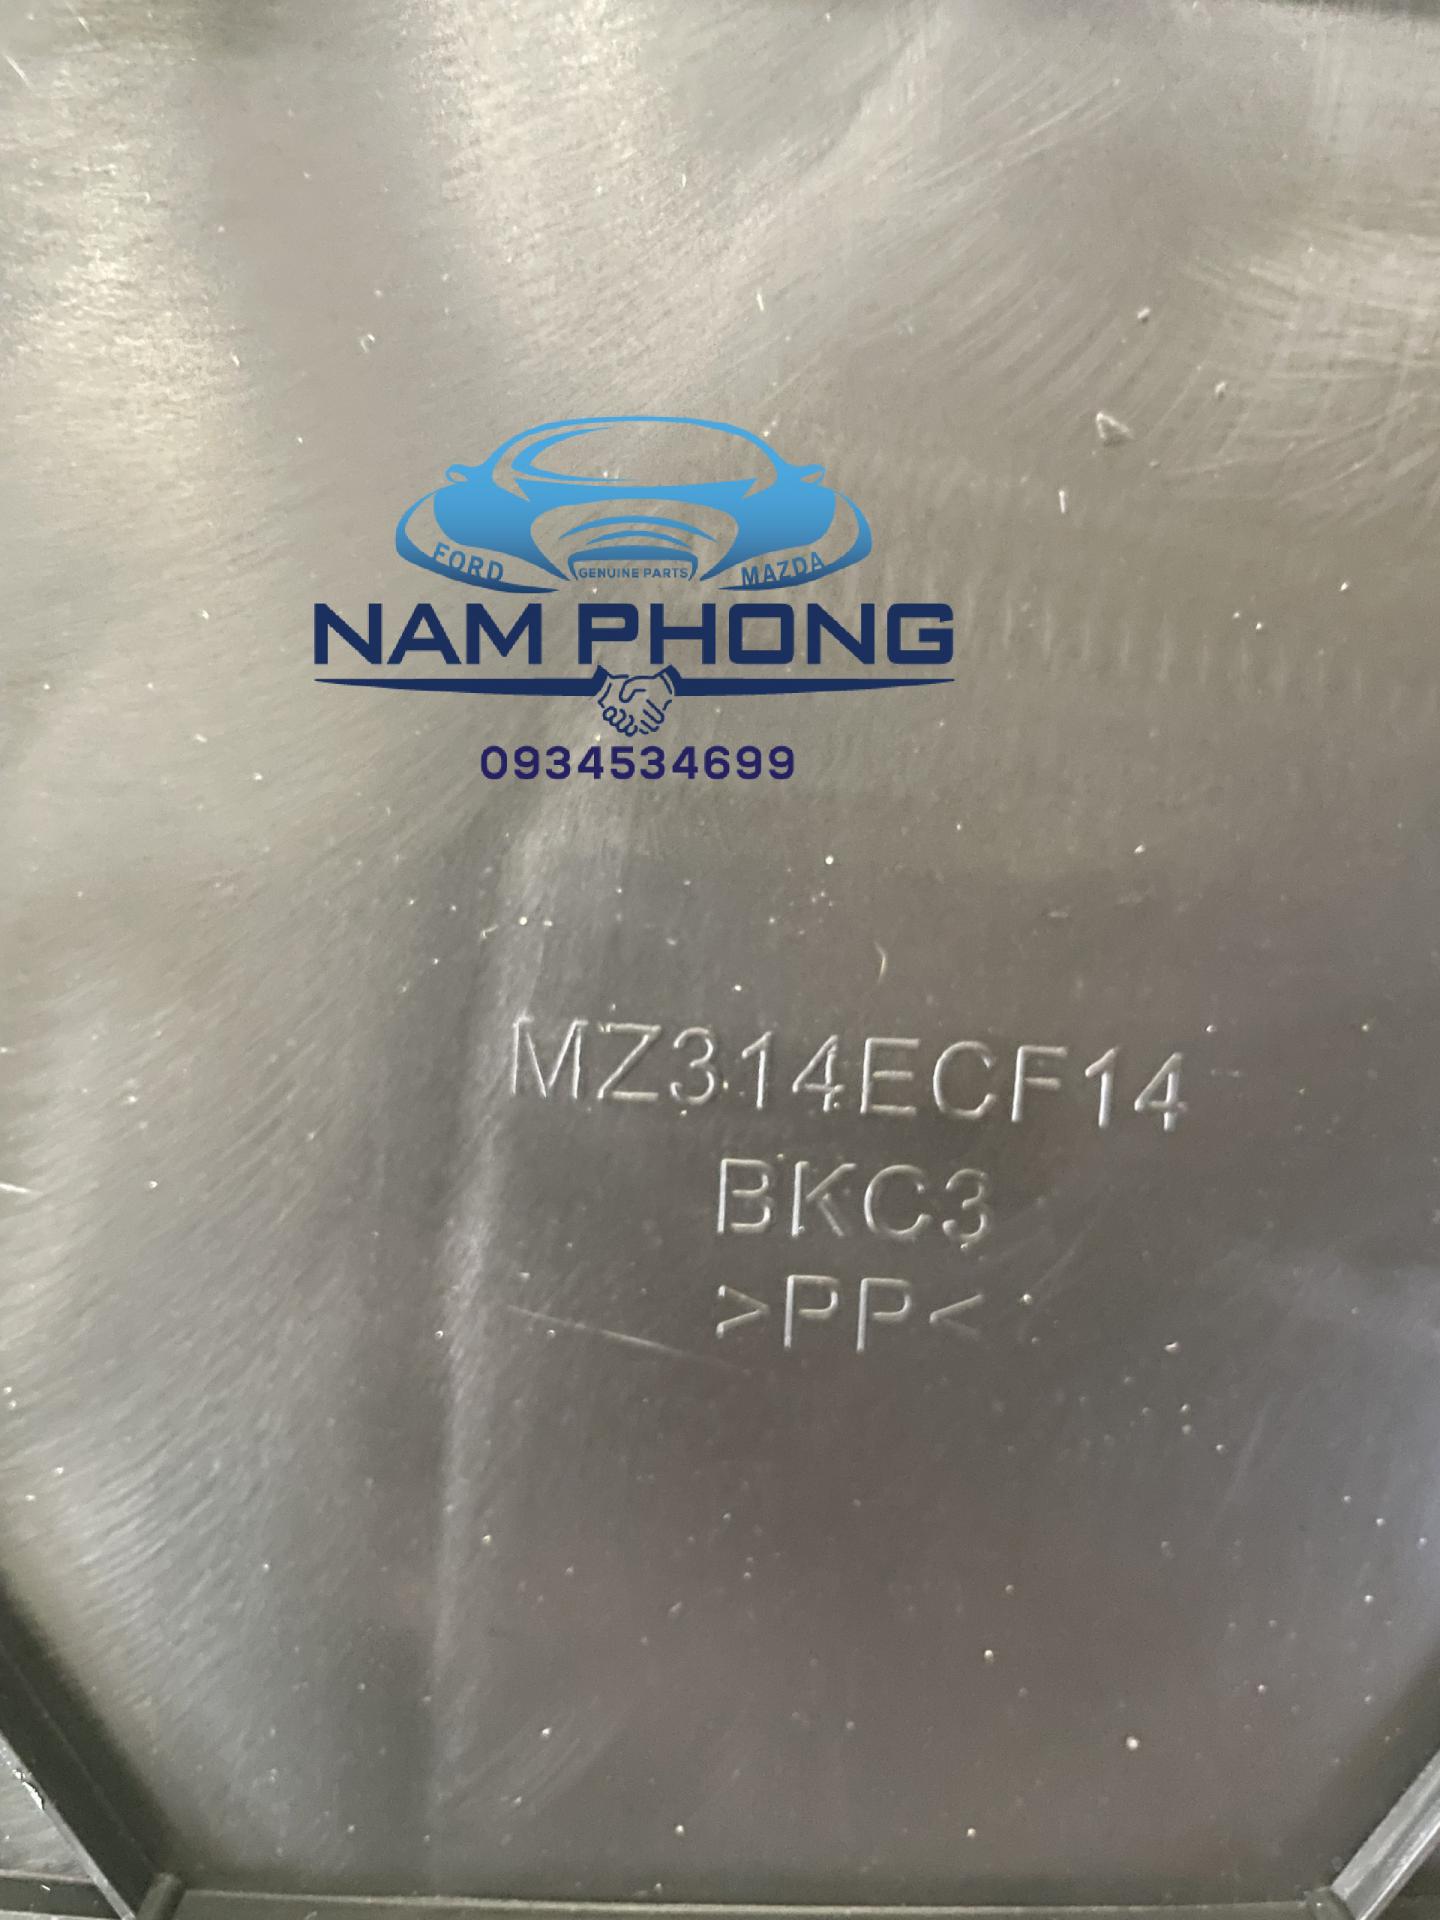 FORD
GENUINE PARTS
MAZDA
NAM PHONG
0934534699
MZ314ECF14
BKC3
>PP<